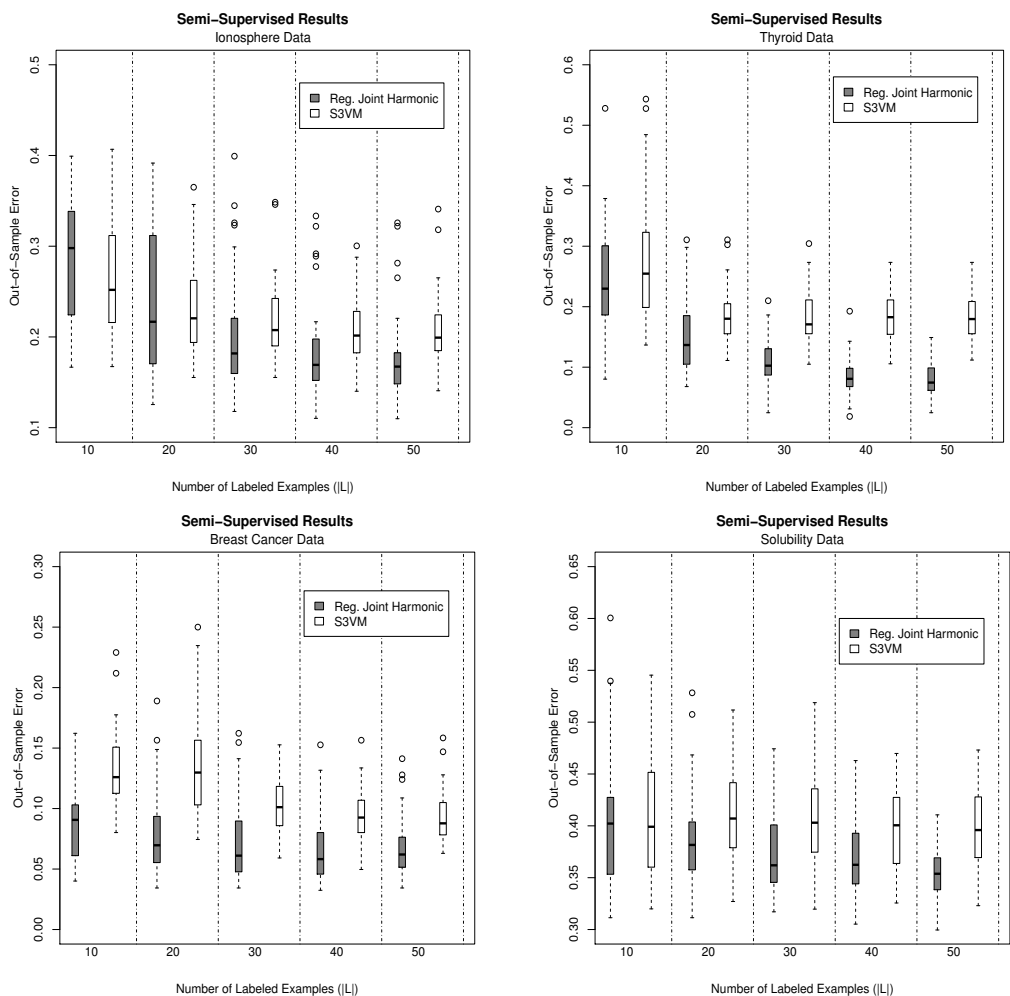 Semi−Supervised Results
Ionosphere Data
Out−of−Sample Error
0.5
0.4
0.3
0.2
0.1
Reg. Joint Harmonic
S3VM
10 20 30 40 50
Number of Labeled Examples (|L|)
Semi−Supervised Results
Thyroid Data
Out−of−Sample Error
0.6
0.5
0.4
0.3
0.2
0.1
0.0
Reg. Joint Harmonic
S3VM
10 20 30 40 50
Number of Labeled Examples (|L|)
Semi−Supervised Results
Breast Cancer Data
Out−of−Sample Error
0.30
0.25
0.20
0.15
0.10
0.05
0.00
Reg. Joint Harmonic
S3VM
10 20 30 40 50
Number of Labeled Examples (|L|)
Semi−Supervised Results
Solubility Data
Out−of−Sample Error
0.65
0.60
0.55
0.50
0.45
0.40
0.35
0.30
Reg. Joint Harmonic
S3VM
10 20 30 40 50
Number of Labeled Examples (|L|)